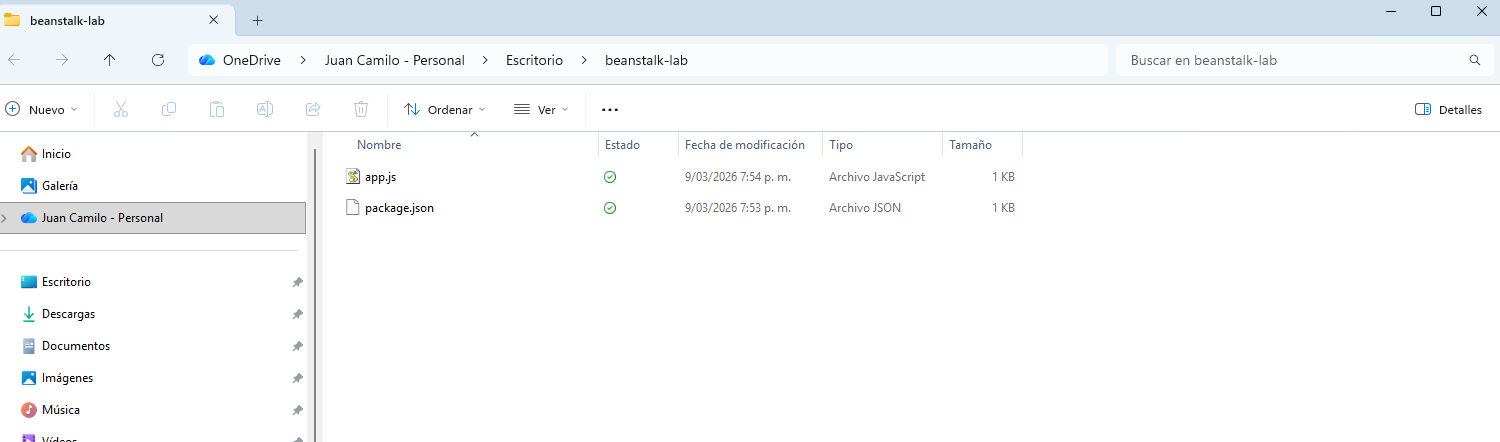 beanstalk-lab
OneDrive > Juan Camilo - Personal > Escritorio > beanstalk-lab
Buscar en beanstalk-lab
Nuevo
Ordenar
Ver
Detalles
Inicio
Galería
Juan Camilo - Personal
Escritorio
Descargas
Documentos
Imágenes
Música
Vídeos
Nombre Estado Fecha de modificación Tipo Tamaño
app.js 9/03/2026 7:54 p. m. Archivo JavaScript 1 KB
package.json 9/03/2026 7:53 p. m. Archivo JSON 1 KB